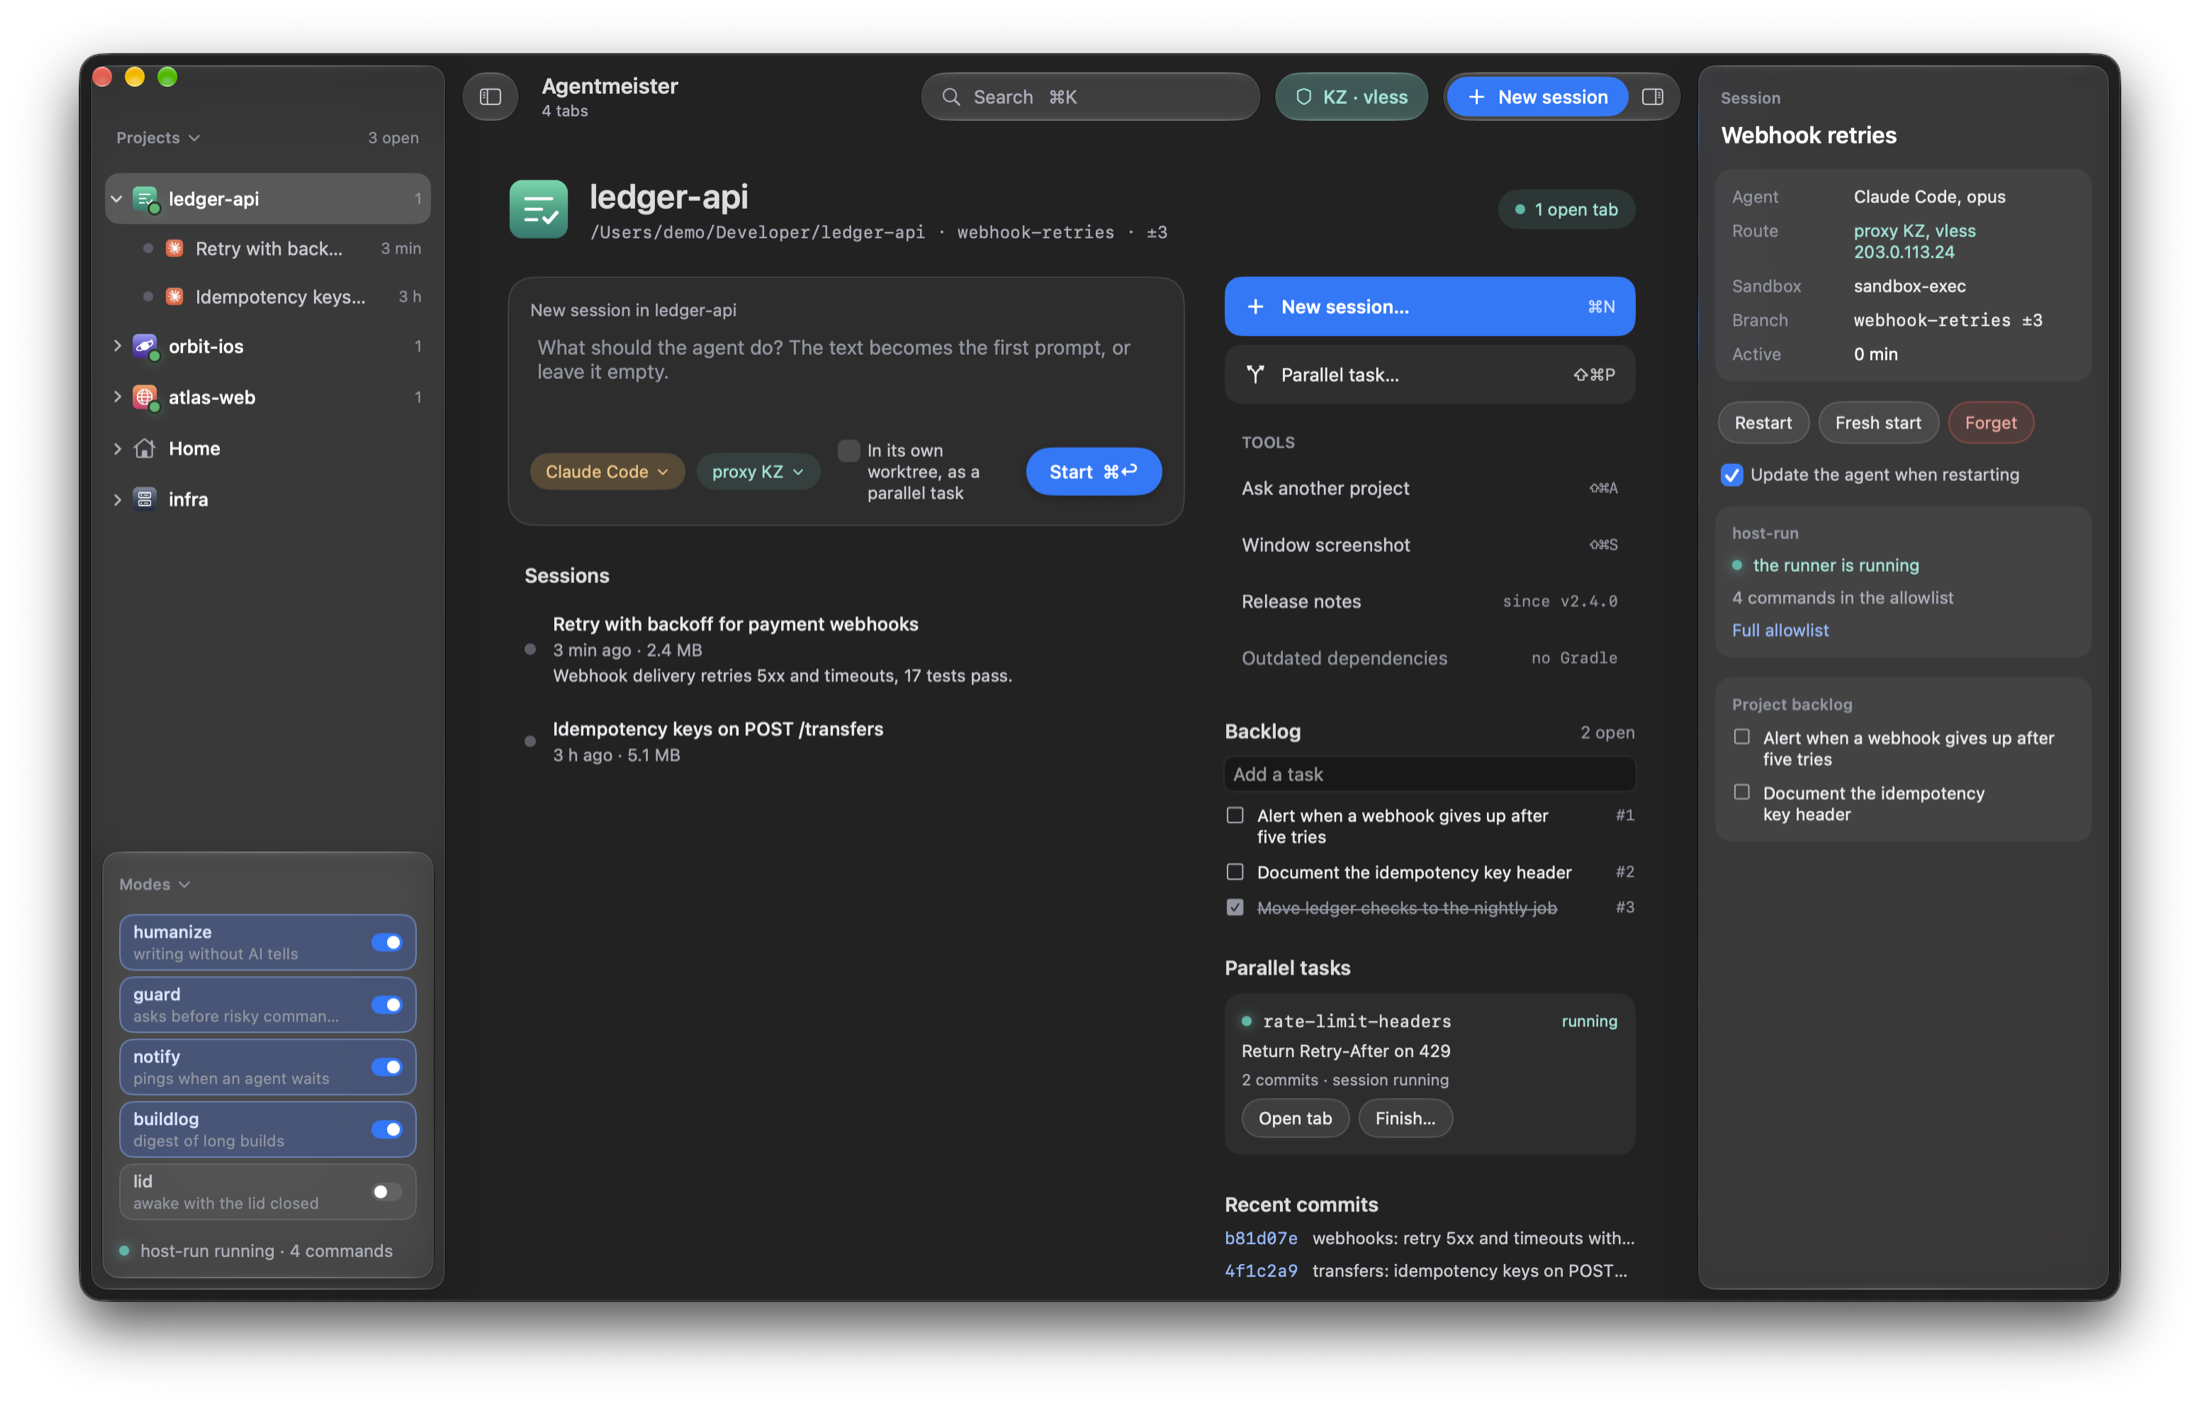 Projects
3 open
ledger-api
1
Retry with back...
3 min
Idempotency keys...
3 h
orbit-ios
1
atlas-web
1
Home
infra
Modes
humanize
writing without AI tells
guard
asks before risky comman...
notify
pings when an agent waits
buildlog
digest of long builds
lid
awake with the lid closed
host-run running · 4 commands
Agentmeister
4 tabs
Search ⌘K
KZ · vless
+ New session
ledger-api
/Users/demo/Developer/ledger-api · webhook-retries · ±3
1 open tab
New session in ledger-api
What should the agent do? The text becomes the first prompt, or
leave it empty.
Claude Code
proxy KZ
In its own
worktree, as a
parallel task
Start ⌘↩
Sessions
Retry with backoff for payment webhooks
3 min ago · 2.4 MB
Webhook delivery retries 5xx and timeouts, 17 tests pass.
Idempotency keys on POST /transfers
3 h ago · 5.1 MB
+ New session... ⌘N
Parallel task... ⇧⌘P
TOOLS
Ask another project ⇧⌘A
Window screenshot ⇧⌘S
Release notes since v2.4.0
Outdated dependencies no Gradle
Backlog 2 open
Add a task
Alert when a webhook gives up after #1
five tries
Document the idempotency key header #2
Move ledger checks to the nightly job #3
Parallel tasks
rate-limit-headers running
Return Retry-After on 429
2 commits · session running
Open tab
Finish...
Recent commits
b81d07e webhooks: retry 5xx and timeouts with...
4f1c2a9 transfers: idempotency keys on POST...
Session
Webhook retries
Agent Claude Code, opus
Route proxy KZ, vless
203.0.113.24
Sandbox sandbox-exec
Branch webhook-retries ±3
Active 0 min
Restart
Fresh start
Forget
Update the agent when restarting
host-run
the runner is running
4 commands in the allowlist
Full allowlist
Project backlog
Alert when a webhook gives up after
five tries
Document the idempotency
key header